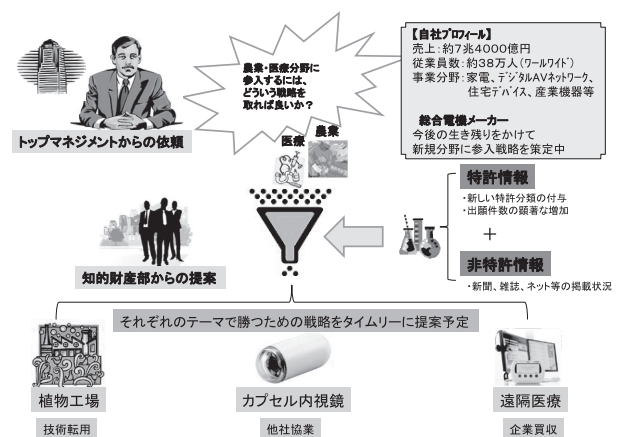 農業・医療分野に
参入するには、
どういう戦略を
取れば良いか？
【自社プロフィール】
売上：約7兆4000億円
従業員数：約38万人（ワールワイド）
事業分野：家電、デジタルAVネットワーク、
住宅デバイス、産業機器等
総合電機メーカー
今後の生き残りをかけて
新規分野に参入戦略を策定中
トップマネジメントからの依頼
医療
農業
特許情報
・新しい特許分類の付与
・出願件数の顕著な増加
＋
非特許情報
・新聞、雑誌、ネット等の掲載状況
知的財産部からの提案
それぞれのテーマで勝つための戦略をタイムリーに提案予定
植物工場
技術転用
カプセル内視鏡
他社協業
遠隔医療
企業買収